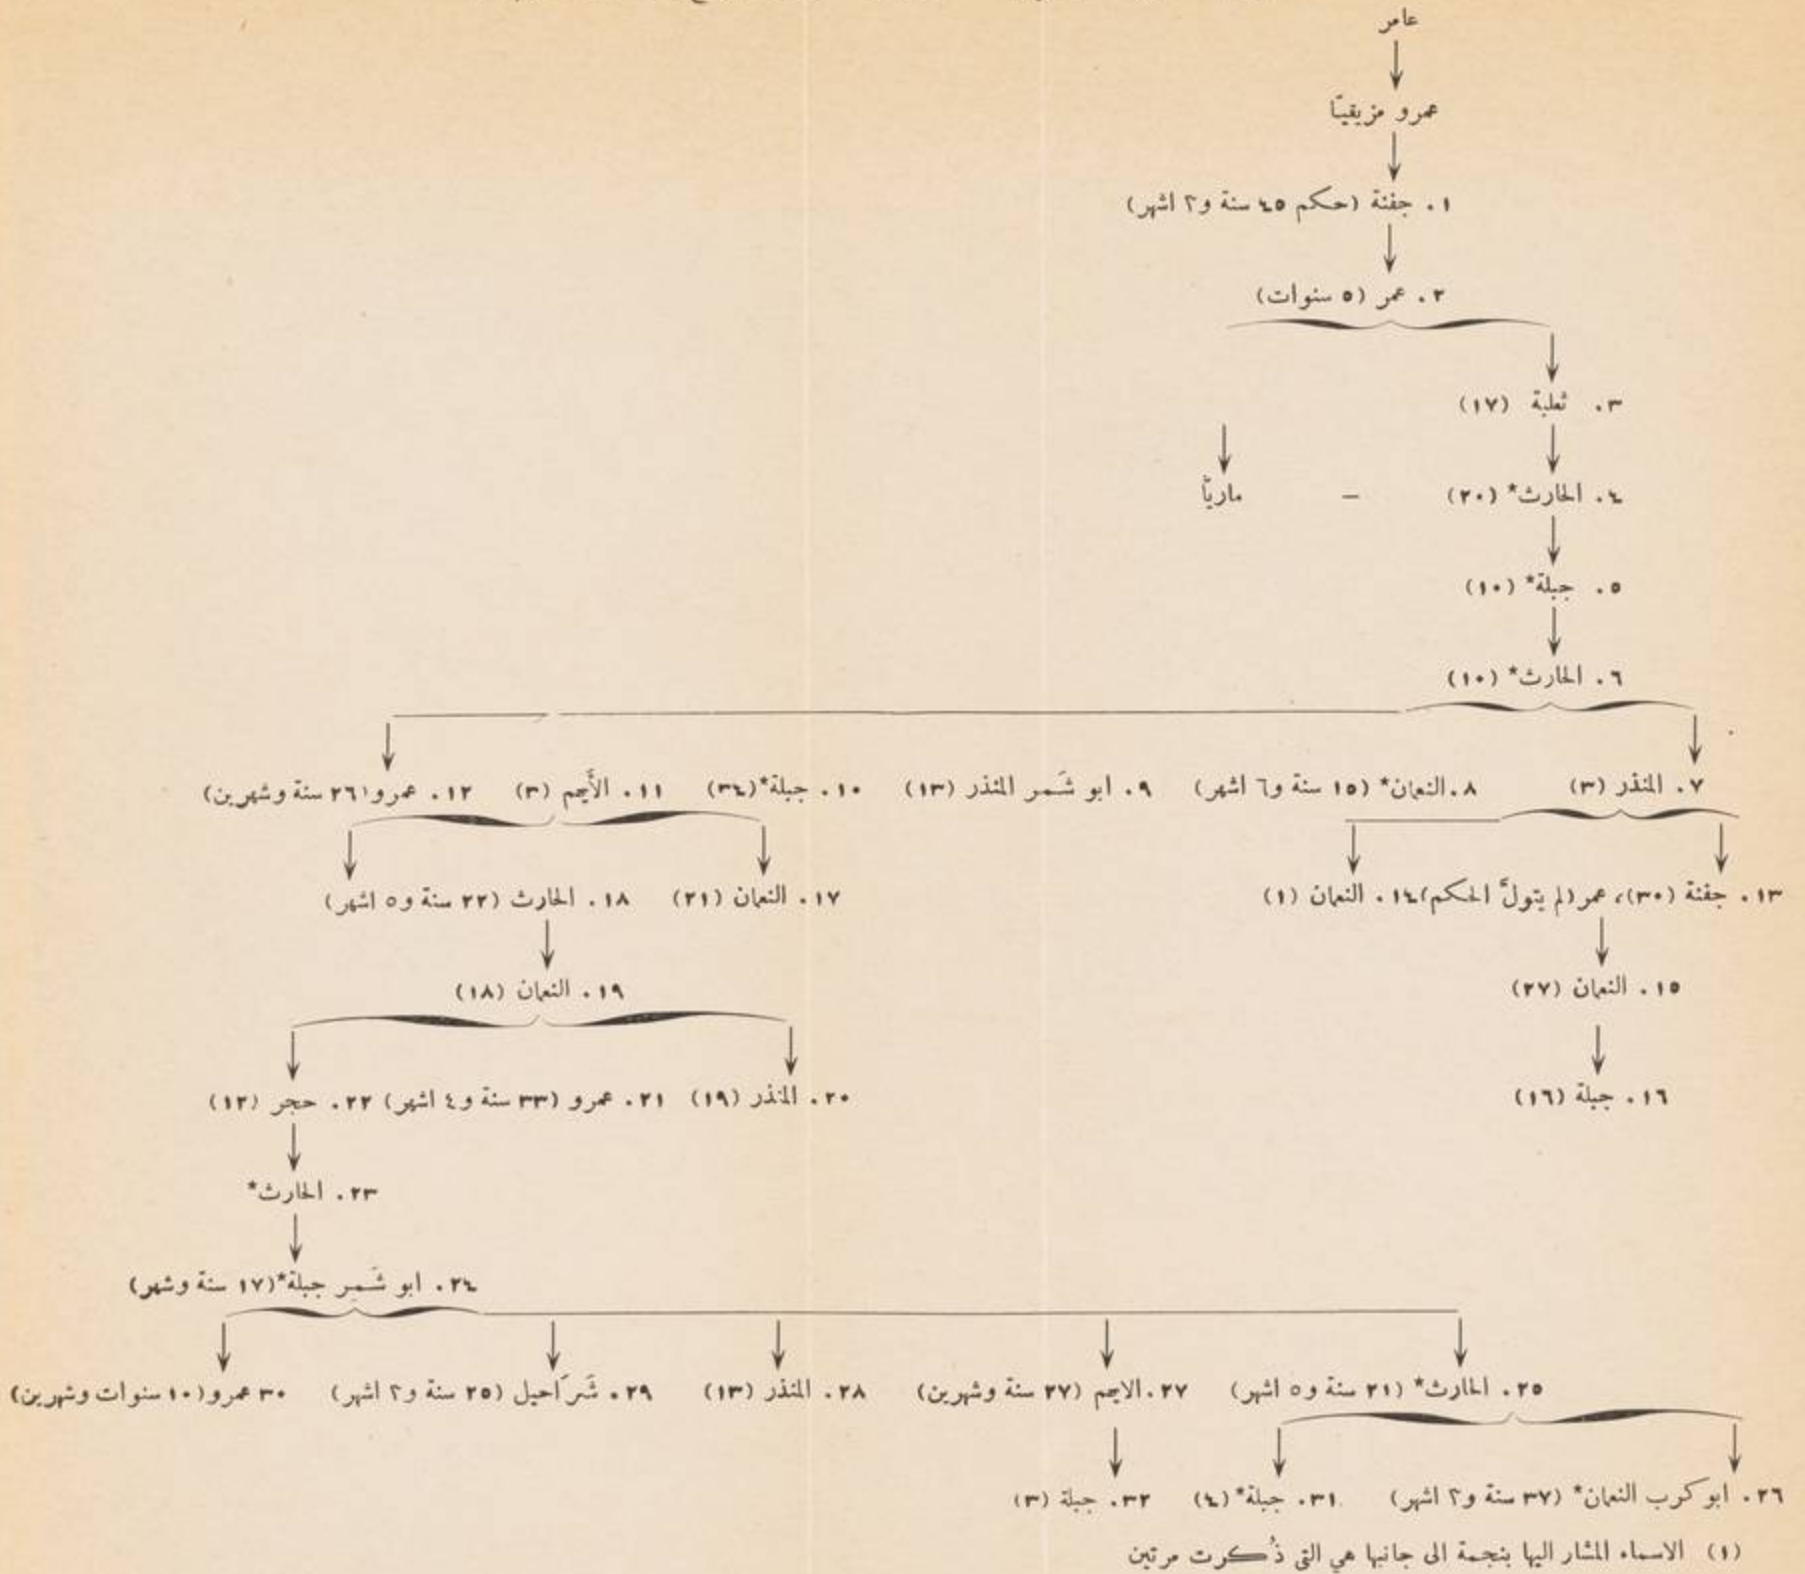 عامر
عمرو مزيقيّا
١. جفنة (حكم ٤٥ سنة و٣ اشهر)
٢. عمر (٥ سنوات)
٣. ثعلبة (١٧)
٤. الحارث* (٢٠) – ماريّا
٥. جبلة* (١٠)
٦. الحارث* (١٠)
٧. المنذر (٣) ٨. النعمان* (١٥ سنة و٦ اشهر) ٩. ابو شَمر المنذر (١٣) ١٠. جبلة* (٣٤) ١١. الأَيهم (٣) ١٢. عمرو (٢٦ سنة وشهرين)
١٣. جفنة (٣٠)، عمر (لم يتولَّ الحكم) ١٤. النعمان (١) ١٧. النعمان (٢١) ١٨. الحارث (٢٢ سنة و٥ اشهر)
١٥. النعمان (٢٧) ١٩. النعمان (١٨)
١٦. جبلة (١٦) ٢٠. المنذر (١٩) ٢١. عمرو (٣٣ سنة و٤ اشهر) ٢٢. حجر (١٢)
٢٣. الحارث*
٢٤. ابو شَمِر جبلة* (١٧ سنة وشهر)
٢٥. الحارث* (٢١ سنة و٥ اشهر) ٢٧. الايهم (٢٧ سنة وشهرين) ٢٨. المنذر (١٣) ٢٩. شَرَاحيل (٢٥ سنة و٣ اشهر) ٣٠ عمرو (١٠ سنوات وشهرين)
٢٦. ابو كرب النعمان* (٣٧ سنة و٣ اشهر) ٣١. جبلة* (٤) ٣٢. جبلة (٣)
(١) الاسماء المشار اليها بنجمة الى جانبها هي التي ذُكرت مرتين